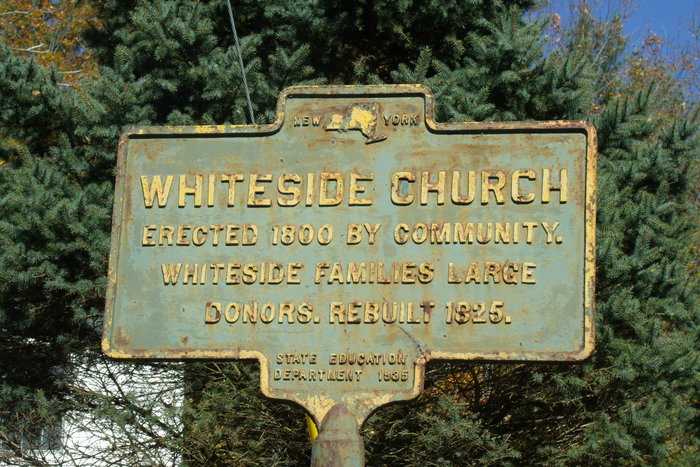 NEW YORK
WHITESIDE CHURCH
ERECTED 1800 BY COMMUNITY.
WHITESIDE FAMILIES LARGE
DONORS. REBUILT 1825.
STATE EDUCATION
DEPARTMENT 1935